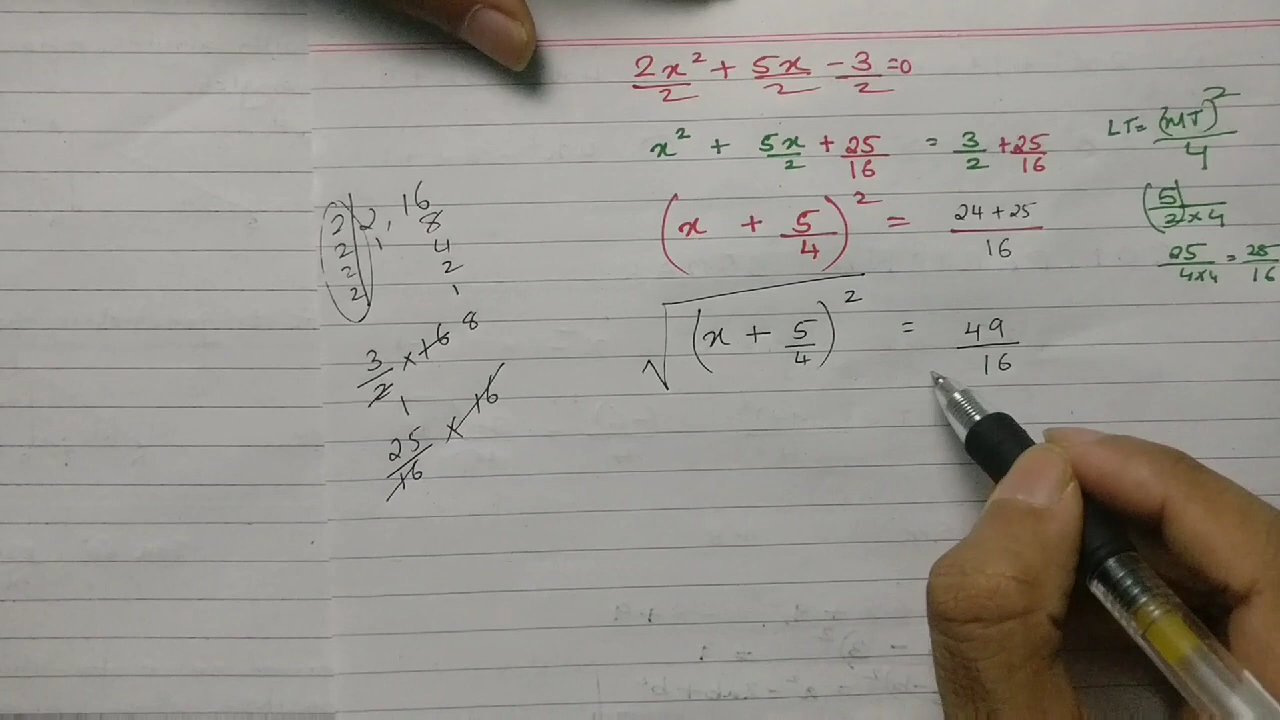 2x²/2 + 5x/2 - 3/2 = 0
x² + 5x/2 + 25/16 = 3/2 + 25/16
LT = (MT)²/4
(x + 5/4)² = 24 + 25/16
(5)/2×4
25/4×4 = 25/16
√(x + 5/4)² = 49/16
2 2, 16
2 1 8
2 4
2 2
1
3/2 × 16 8
1
25/16 × 16